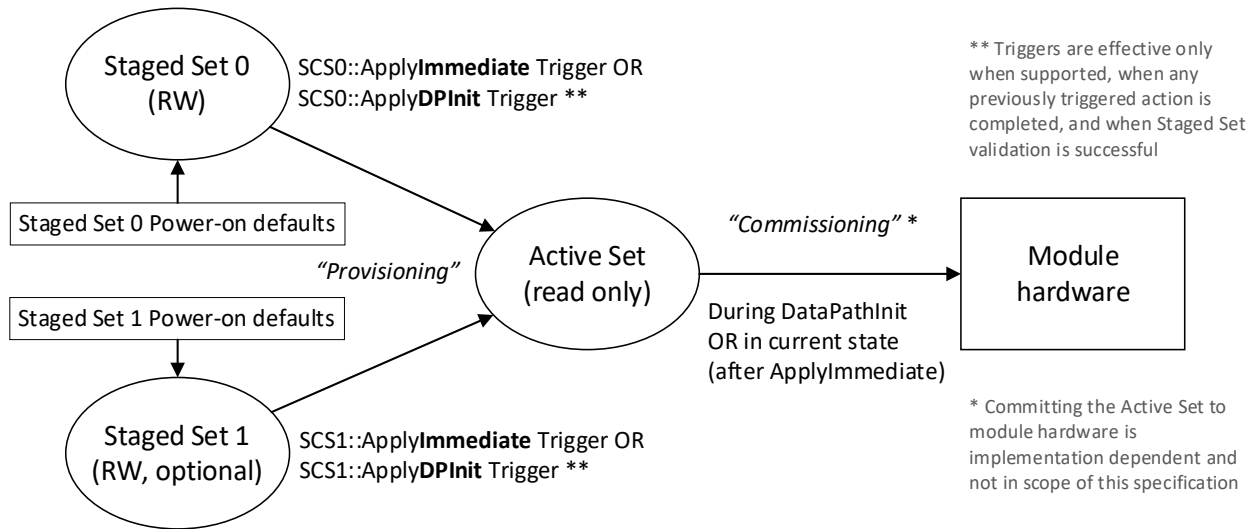 Staged Set 0
(RW)
SCS0::ApplyImmediate Trigger OR
SCS0::ApplyDPInit Trigger **
** Triggers are effective only
when supported, when any
previously triggered action is
completed, and when Staged Set
validation is successful
Staged Set 0 Power-on defaults
“Provisioning”
Active Set
(read only)
“Commissioning” *
During DataPathInit
OR in current state
(after ApplyImmediate)
Module
hardware
Staged Set 1 Power-on defaults
Staged Set 1
(RW, optional)
SCS1::ApplyImmediate Trigger OR
SCS1::ApplyDPInit Trigger **
* Committing the Active Set to
module hardware is
implementation dependent and
not in scope of this specification